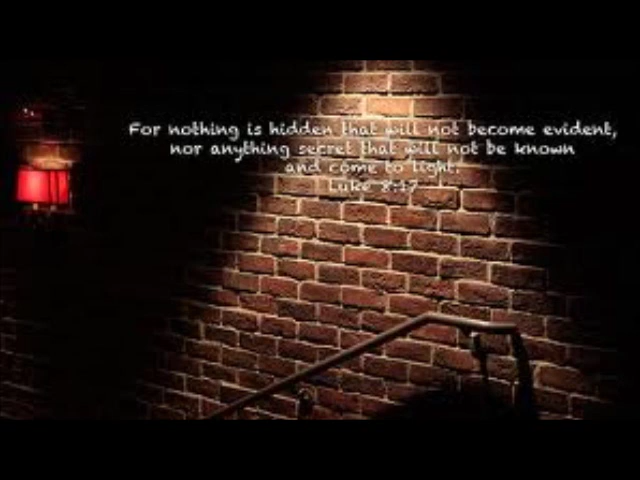 For nothing is hidden that will not become evident,
nor anything secret that will not be known
and come to light.
Luke 8:17